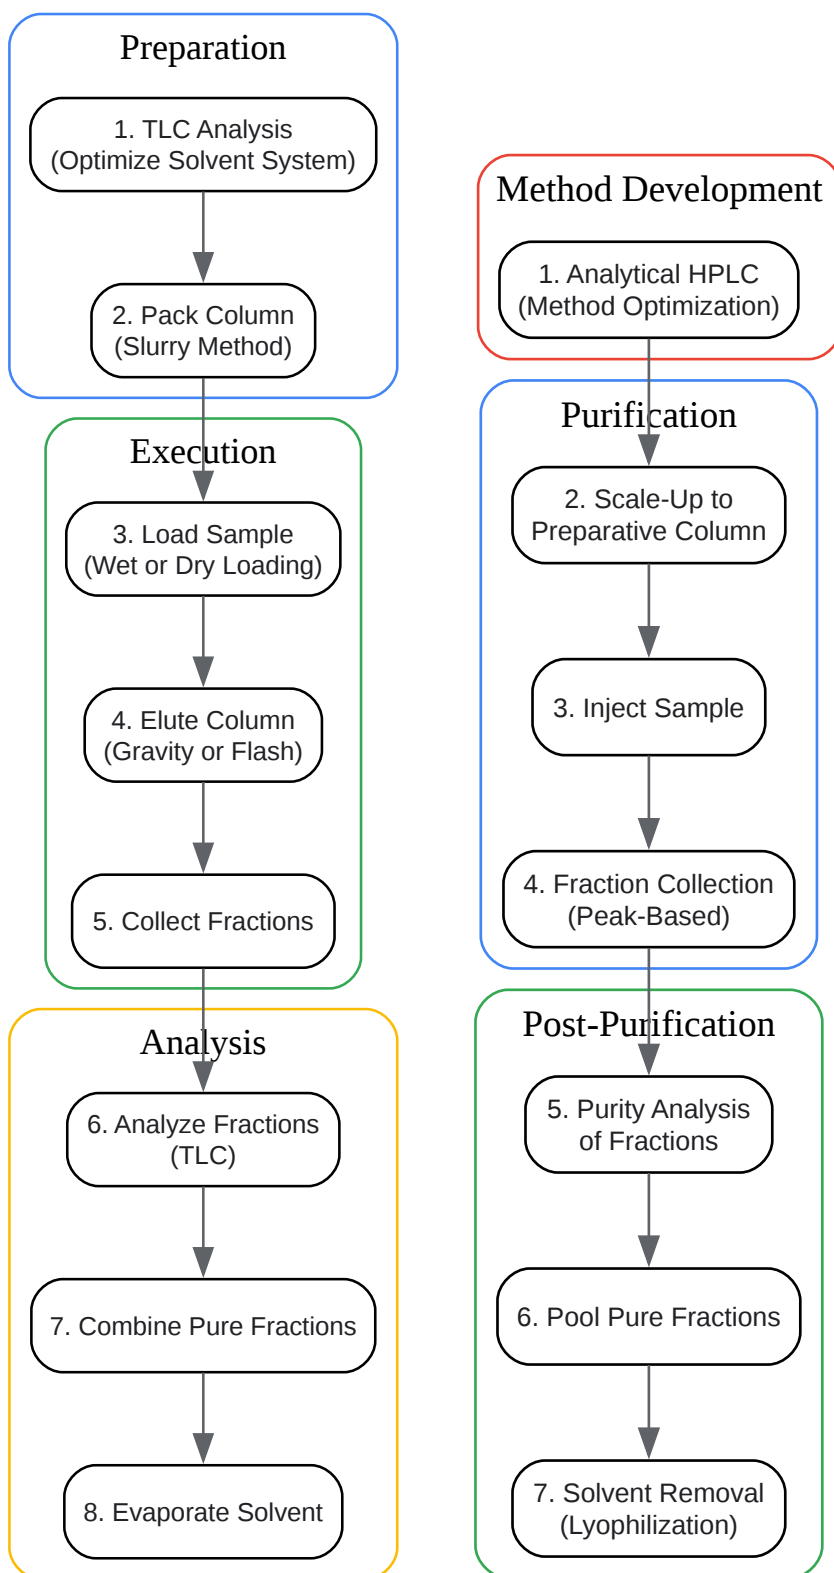 Preparation
1. TLC Analysis
(Optimize Solvent System)
2. Pack Column
(Slurry Method)
Execution
3. Load Sample
(Wet or Dry Loading)
4. Elute Column
(Gravity or Flash)
5. Collect Fractions
Analysis
6. Analyze Fractions
(TLC)
7. Combine Pure Fractions
8. Evaporate Solvent
Method Development
1. Analytical HPLC
(Method Optimization)
Purification
2. Scale-Up to
Preparative Column
3. Inject Sample
4. Fraction Collection
(Peak-Based)
Post-Purification
5. Purity Analysis
of Fractions
6. Pool Pure Fractions
7. Solvent Removal
(Lyophilization)